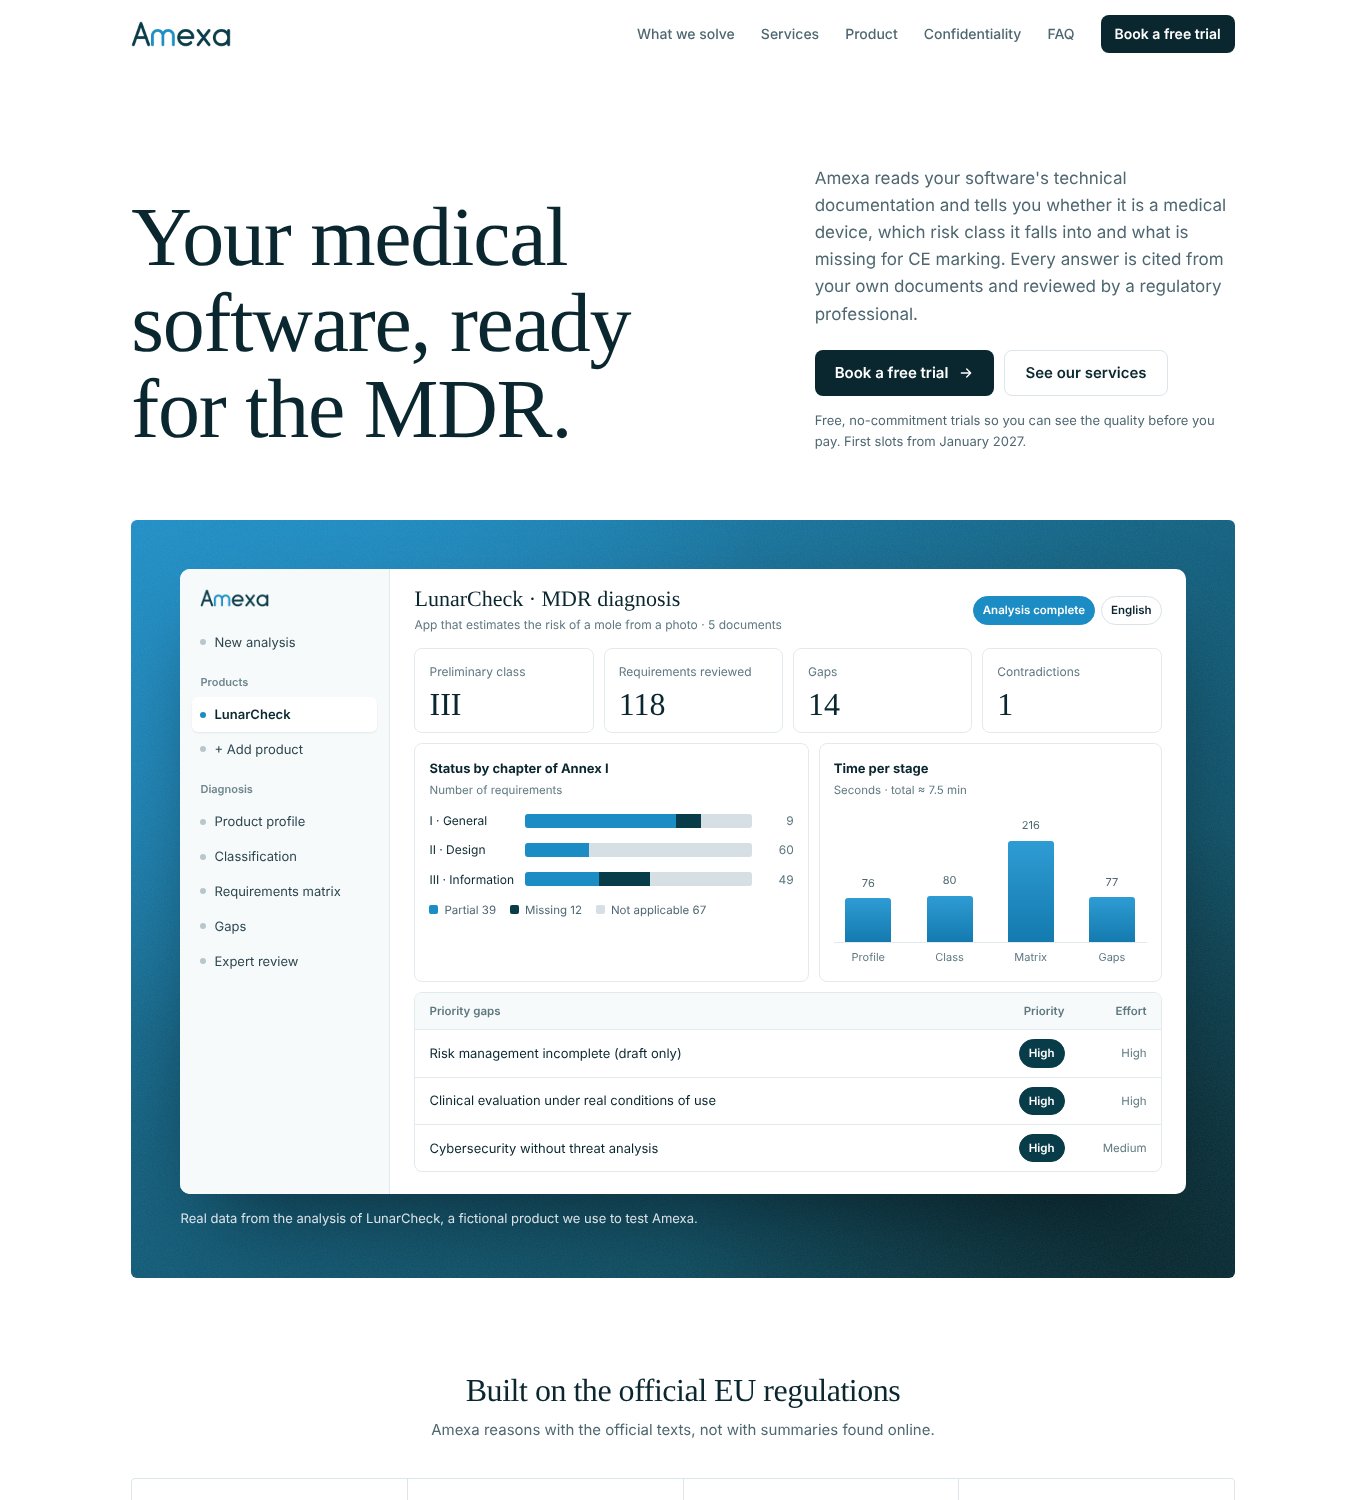 Amexa
What we solve
Services
Product
Confidentiality
FAQ
Book a free trial
Your medical
software, ready
for the MDR.
Amexa reads your software's technical
documentation and tells you whether it is a medical
device, which risk class it falls into and what is
missing for CE marking. Every answer is cited from
your own documents and reviewed by a regulatory
professional.
Book a free trial →
See our services
Free, no-commitment trials so you can see the quality before you
pay. First slots from January 2027.
Amexa
New analysis
Products
LunarCheck
+ Add product
Diagnosis
Product profile
Classification
Requirements matrix
Gaps
Expert review
LunarCheck · MDR diagnosis
App that estimates the risk of a mole from a photo · 5 documents
Analysis complete
English
Preliminary class
III
Requirements reviewed
118
Gaps
14
Contradictions
1
Status by chapter of Annex I
Number of requirements
I · General 9
II · Design 60
III · Information 49
Partial 39 Missing 12 Not applicable 67
Time per stage
Seconds · total ≈ 7.5 min
76 80 216 77
Profile Class Matrix Gaps
Priority gaps Priority Effort
Risk management incomplete (draft only) High High
Clinical evaluation under real conditions of use High High
Cybersecurity without threat analysis High Medium
Real data from the analysis of LunarCheck, a fictional product we use to test Amexa.
Built on the official EU regulations
Amexa reasons with the official texts, not with summaries found online.